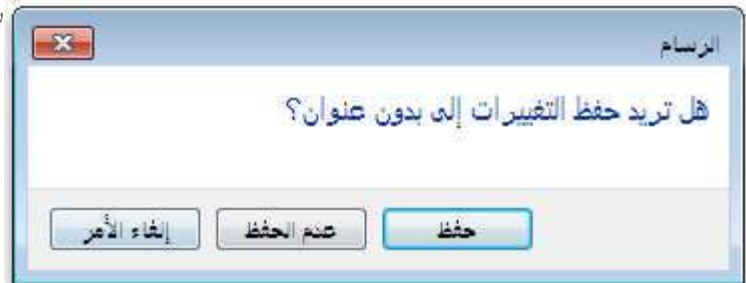 الرسام
هل تريد حفظ التغييرات إلى بدون عنوان؟
حفظ
عدم الحفظ
إلغاء الأمر